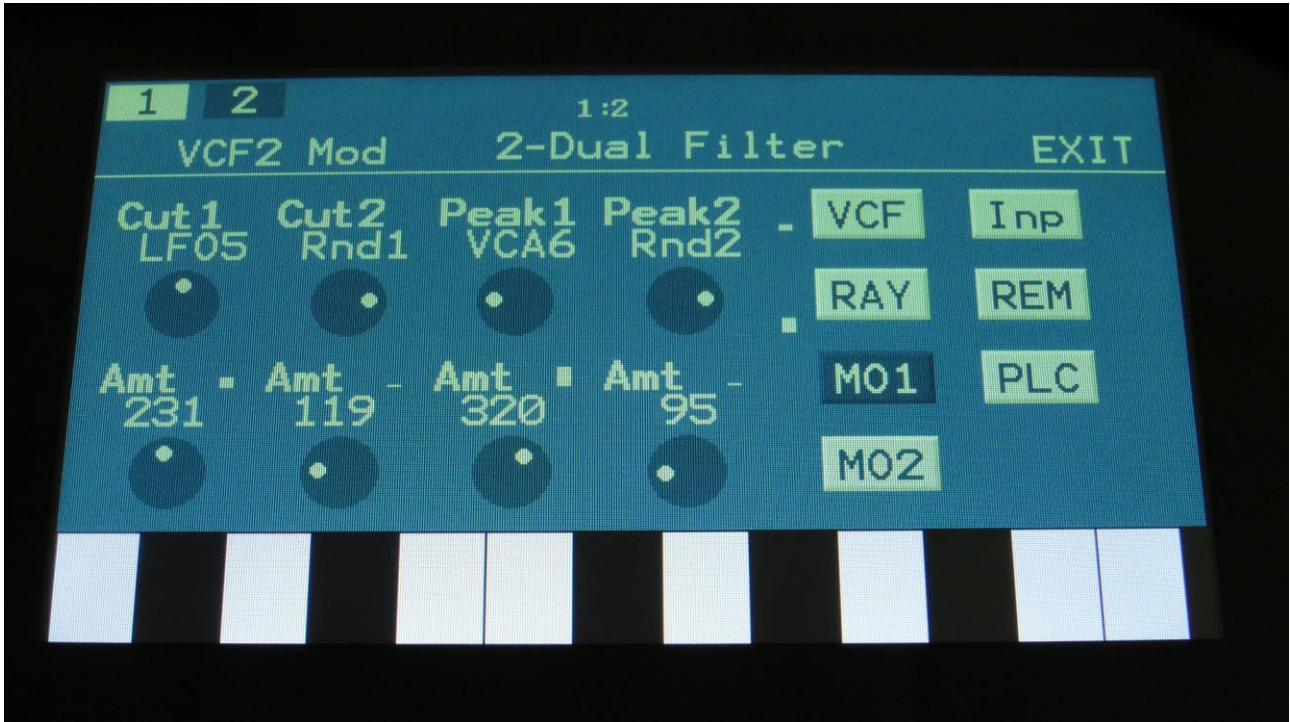 1 2 1:2
VCF2 Mod 2-Dual Filter EXIT
Cut1 Cut2 Peak1 Peak2 VCF Inp
LFO5 Rnd1 VCA6 Rnd2
RAY REM
Amt Amt Amt Amt MO1 PLC
231 119 320 95
MO2